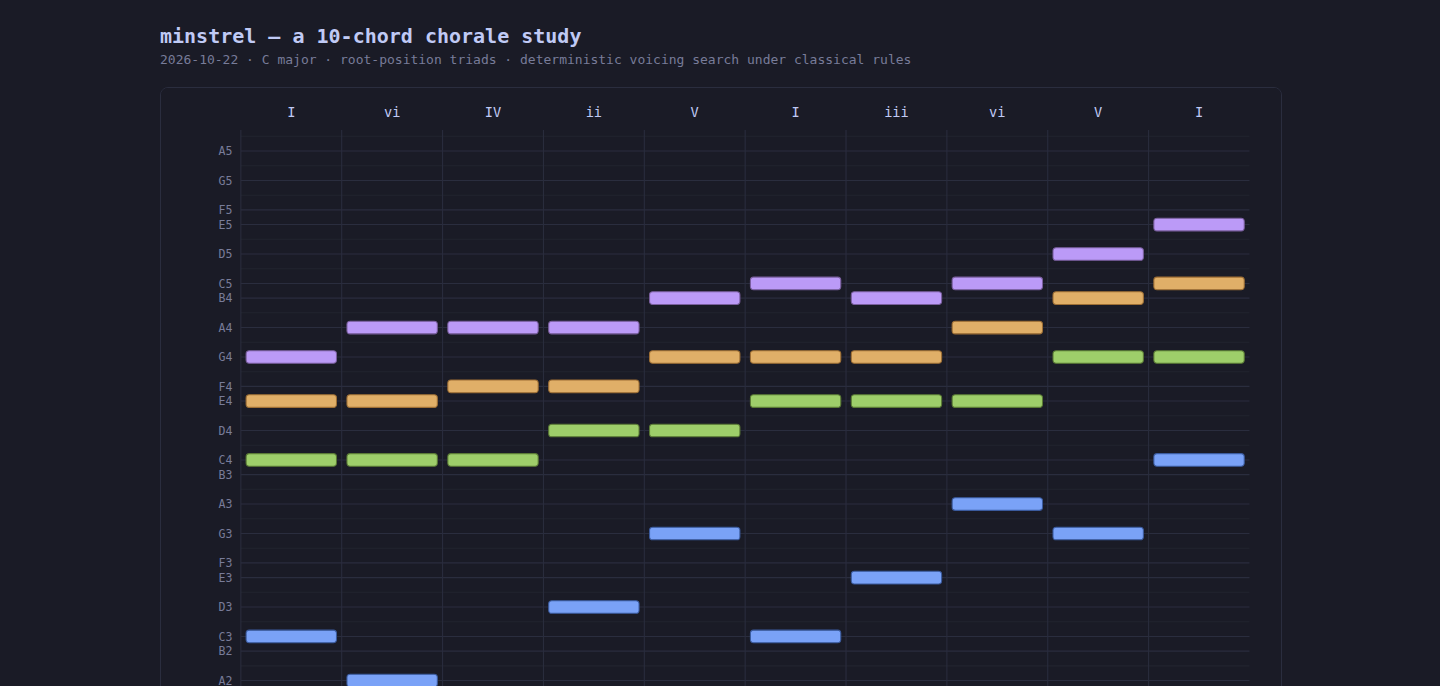 minstrel — a 10-chord chorale study
2026-10-22 · C major · root-position triads · deterministic voicing search under classical rules
I vi IV ii V I iii vi V I
A5
G5
F5
E5
D5
C5
B4
A4
G4
F4
E4
D4
C4
B3
A3
G3
F3
E3
D3
C3
B2
A2